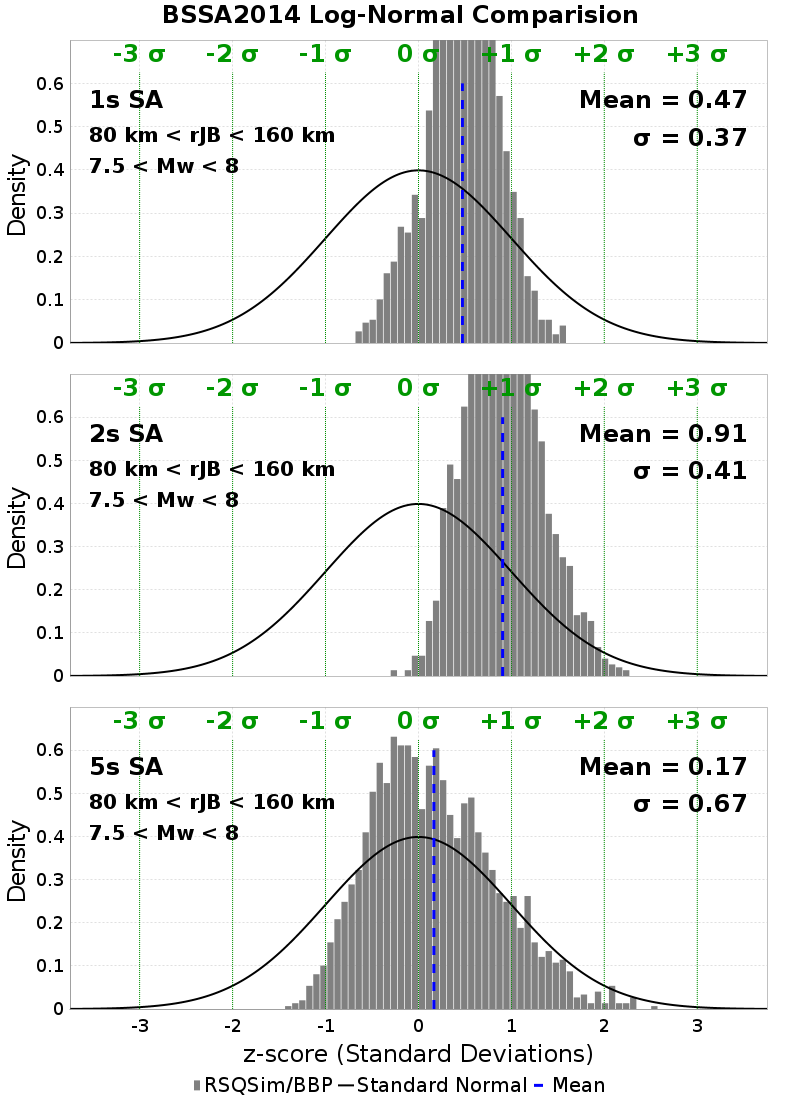 BSSA2014 Log-Normal Comparision
-3 σ -2 σ -1 σ 0 σ +1 σ +2 σ +3 σ
0.6
1s SA Mean = 0.47
0.5
80 km < rJB < 160 km σ = 0.37
7.5 < Mw < 8
0.4
0.3
0.2
0.1
0
Density
-3 σ -2 σ -1 σ 0 σ +1 σ +2 σ +3 σ
0.6
2s SA Mean = 0.91
0.5
80 km < rJB < 160 km σ = 0.41
7.5 < Mw < 8
0.4
0.3
0.2
0.1
0
Density
-3 σ -2 σ -1 σ 0 σ +1 σ +2 σ +3 σ
0.6
5s SA Mean = 0.17
0.5
80 km < rJB < 160 km σ = 0.67
7.5 < Mw < 8
0.4
0.3
0.2
0.1
0
Density
-3 -2 -1 0 1 2 3
z-score (Standard Deviations)
RSQSim/BBP Standard Normal Mean